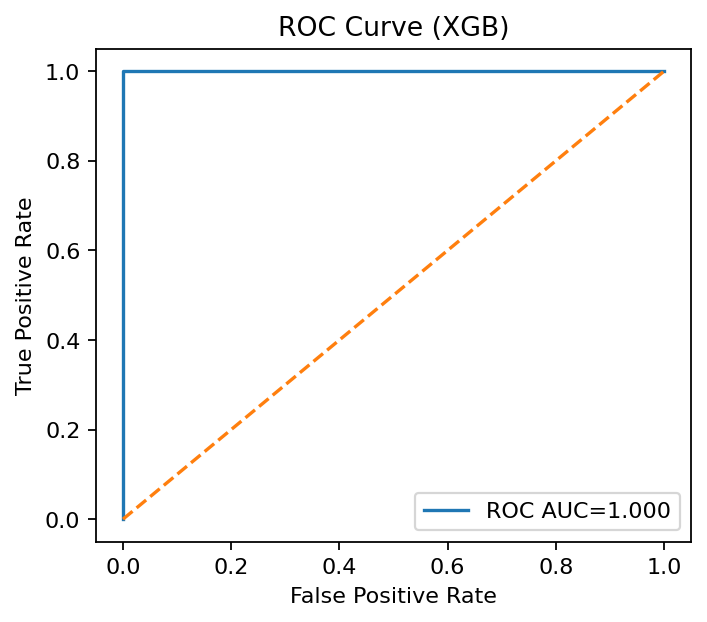 ROC Curve (XGB)
True Positive Rate
1.0
0.8
0.6
0.4
0.2
0.0
ROC AUC=1.000
0.0 0.2 0.4 0.6 0.8 1.0
False Positive Rate